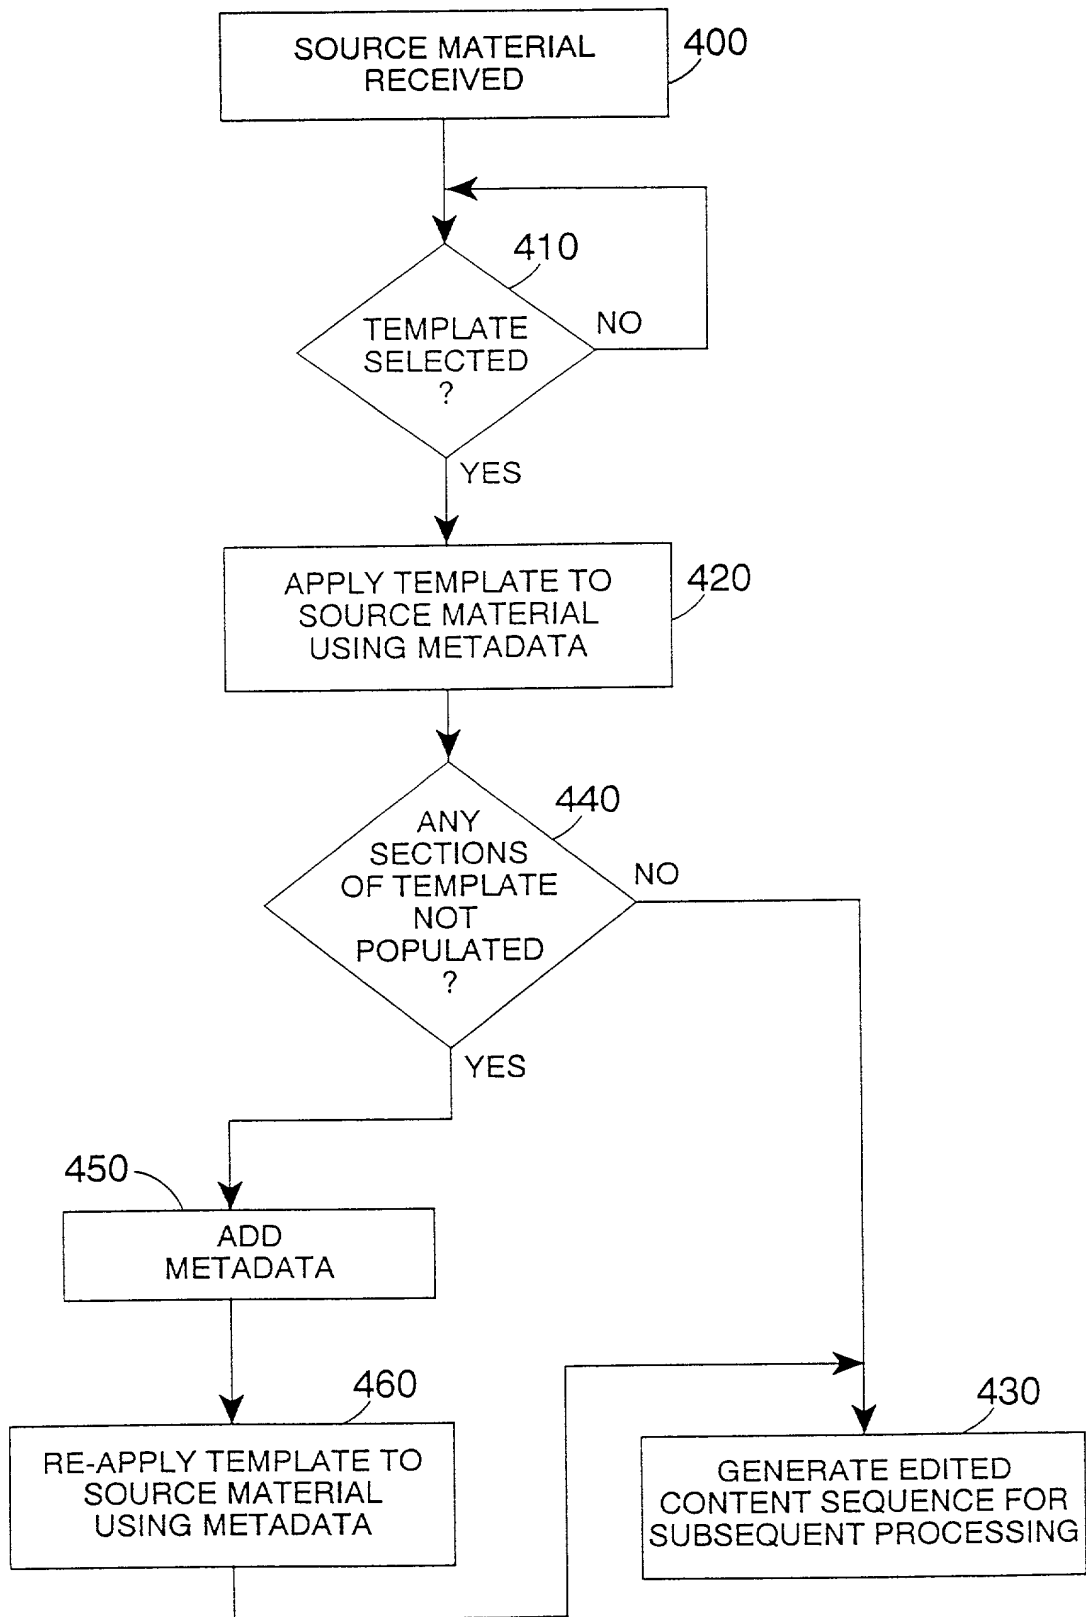 SOURCE MATERIAL
RECEIVED
400
410
TEMPLATE
SELECTED
?
NO
YES
APPLY TEMPLATE TO
SOURCE MATERIAL
USING METADATA
420
440
ANY
SECTIONS
OF TEMPLATE
NOT
POPULATED
?
NO
YES
450
ADD
METADATA
460
RE-APPLY TEMPLATE TO
SOURCE MATERIAL
USING METADATA
430
GENERATE EDITED
CONTENT SEQUENCE FOR
SUBSEQUENT PROCESSING